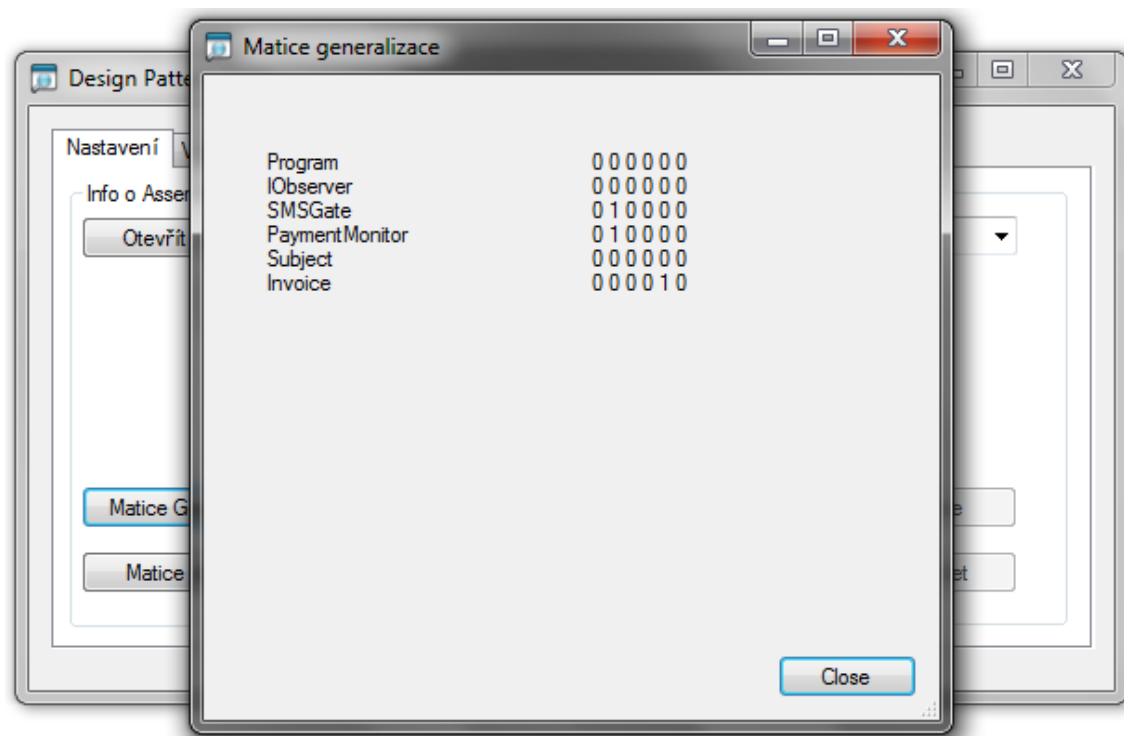 Matice generalizace
Design Patte
Nastavení V
Info o Asser
Program 0 0 0 0 0 0
IObserver 0 0 0 0 0 0
SMSGate 0 1 0 0 0 0
Otevřít PaymentMonitor 0 1 0 0 0 0
Subject 0 0 0 0 0 0
Invoice 0 0 0 0 1 0
Matice G e
Matice et
Close